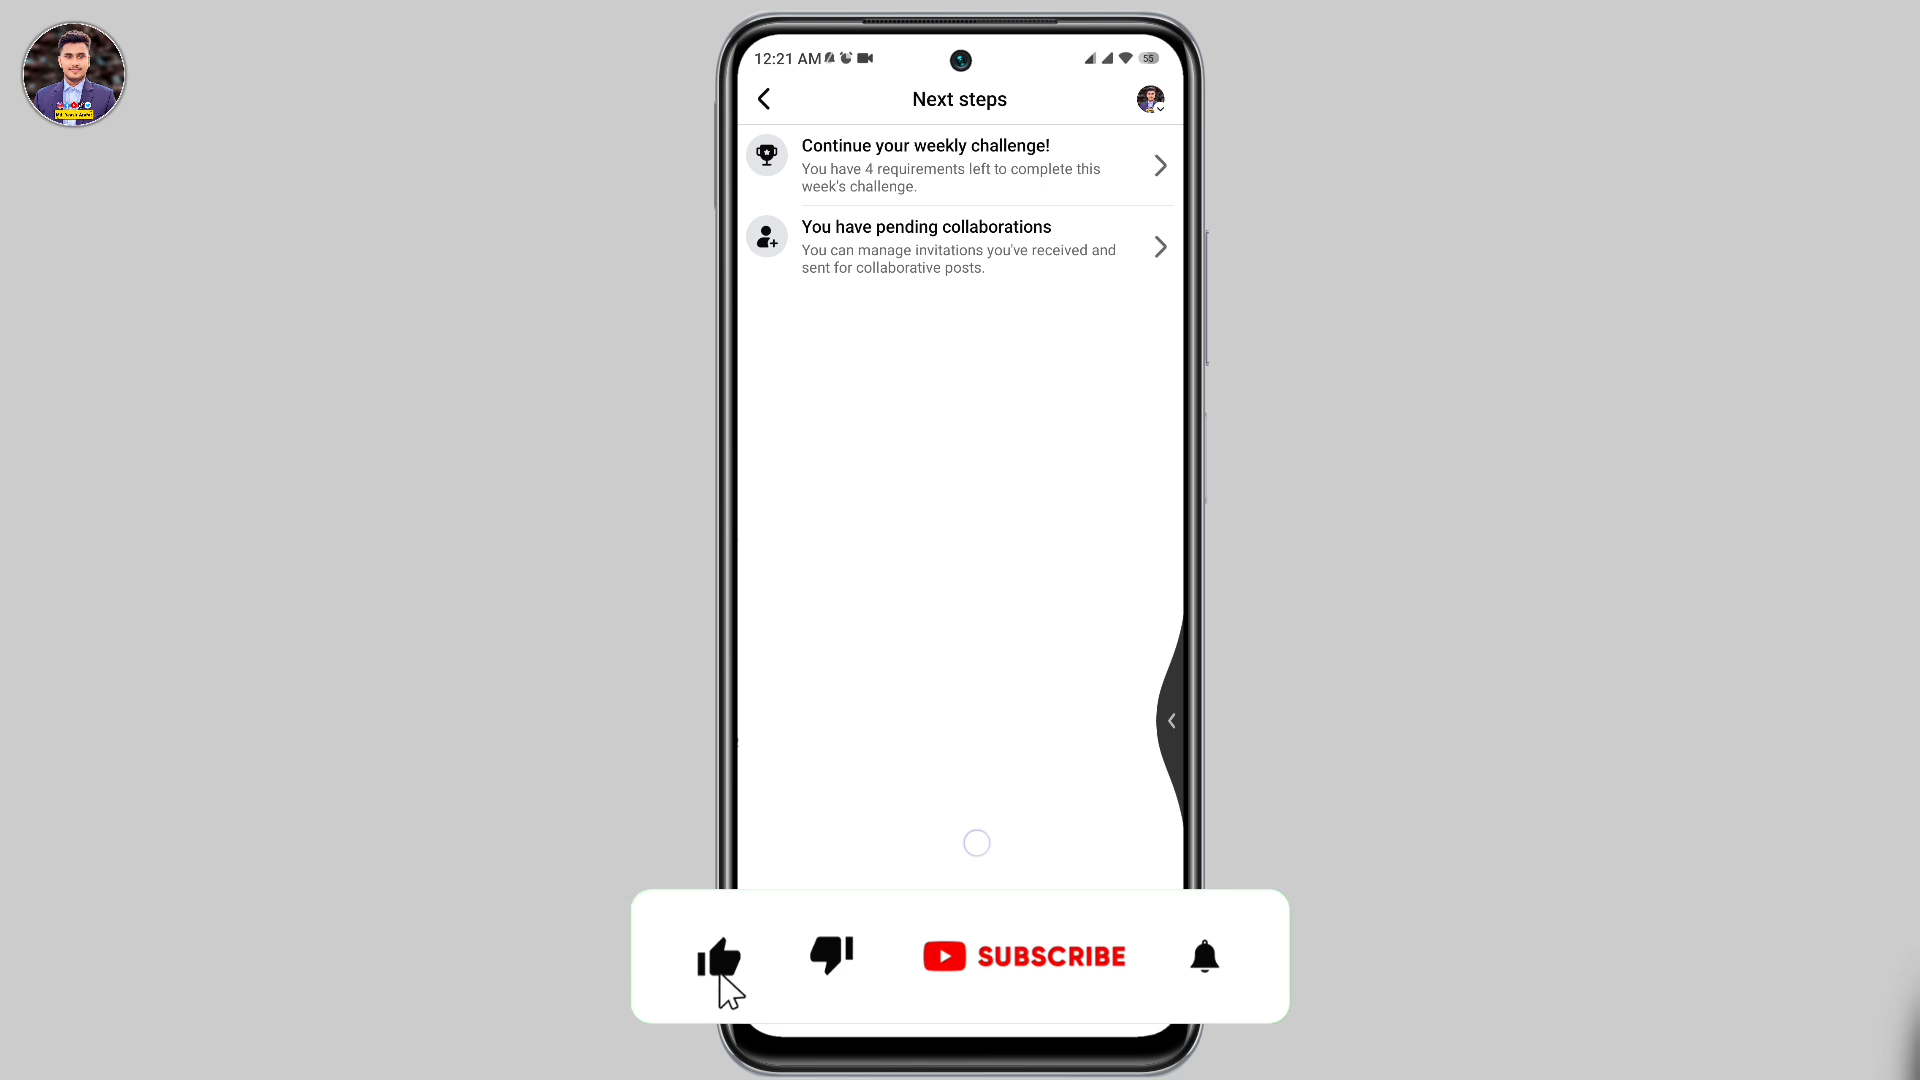 12:21 AM
55
Next steps
Continue your weekly challenge!
You have 4 requirements left to complete this
week's challenge.
You have pending collaborations
You can manage invitations you've received and
sent for collaborative posts.
SUBSCRIBE